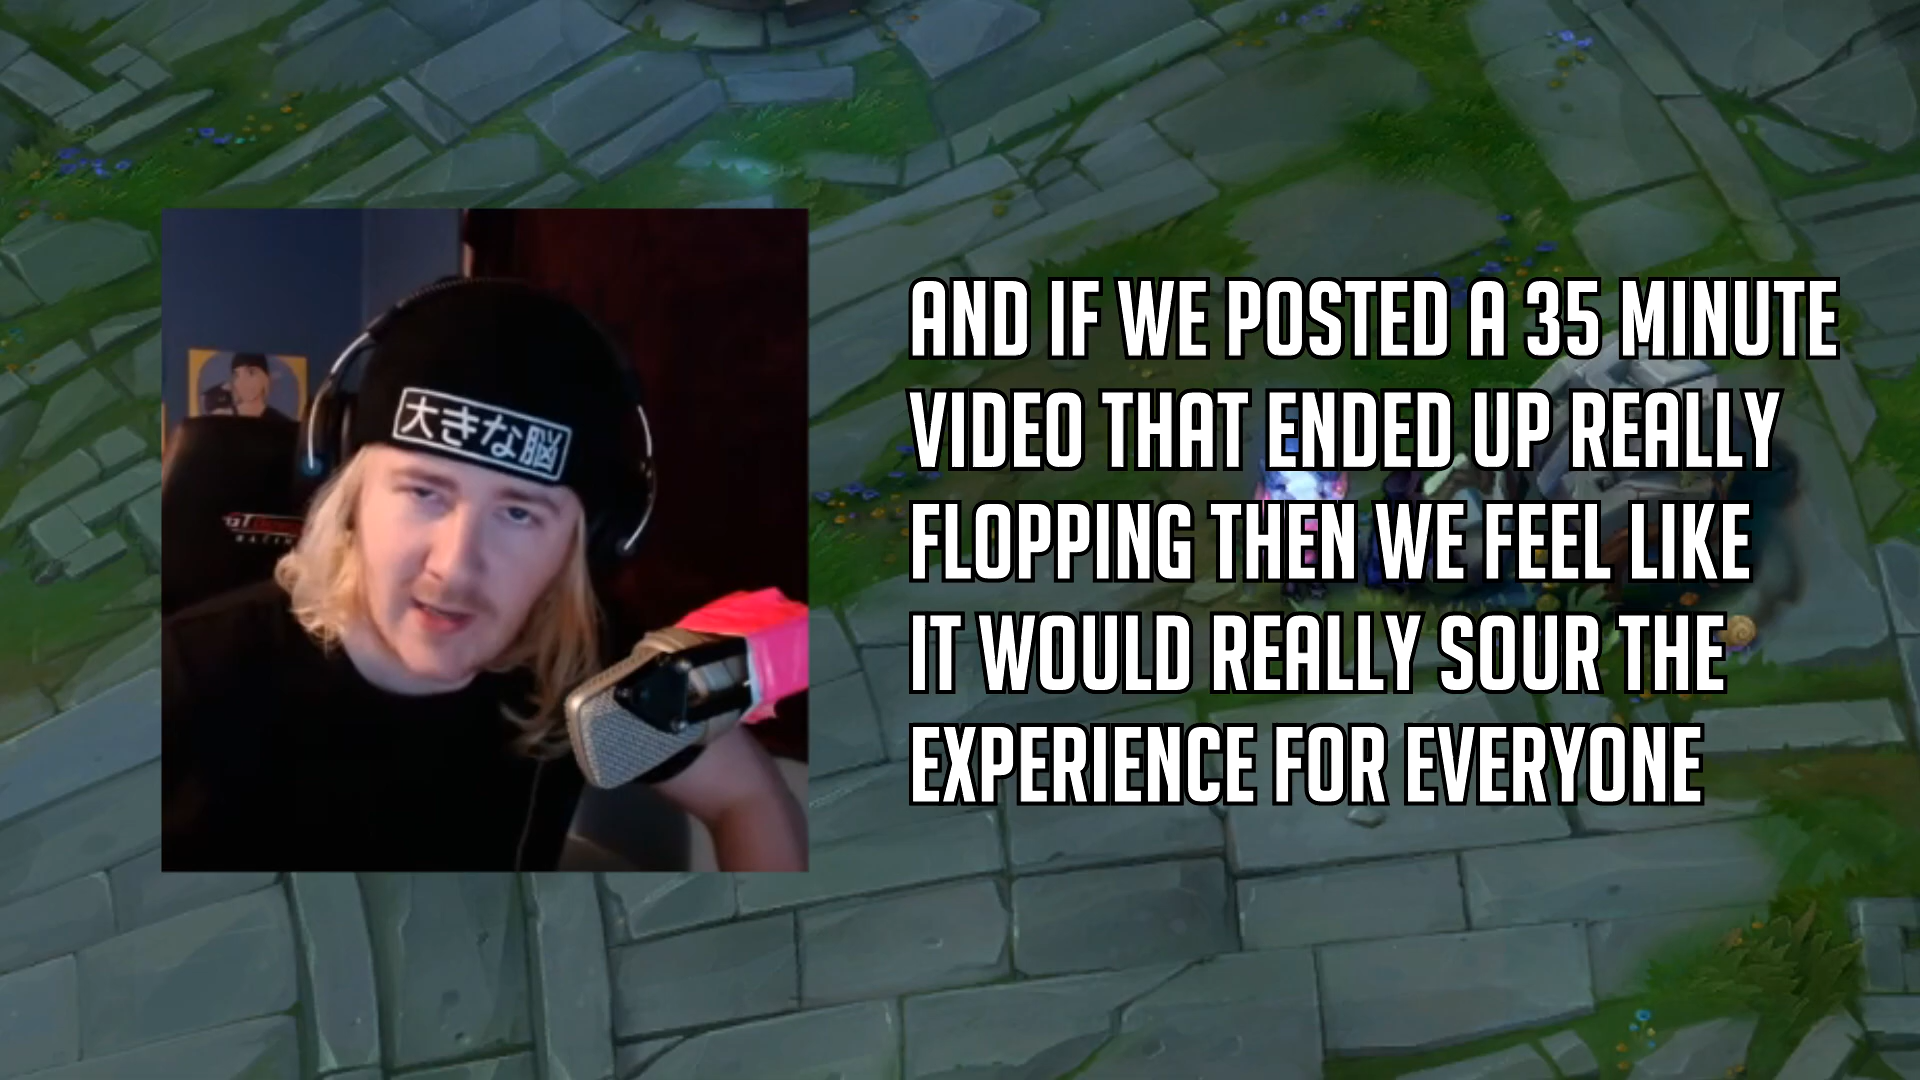 大きな脳
GT
AND IF WE POSTED A 35 MINUTE
VIDEO THAT ENDED UP REALLY
FLOPPING THEN WE FEEL LIKE
IT WOULD REALLY SOUR THE
EXPERIENCE FOR EVERYONE